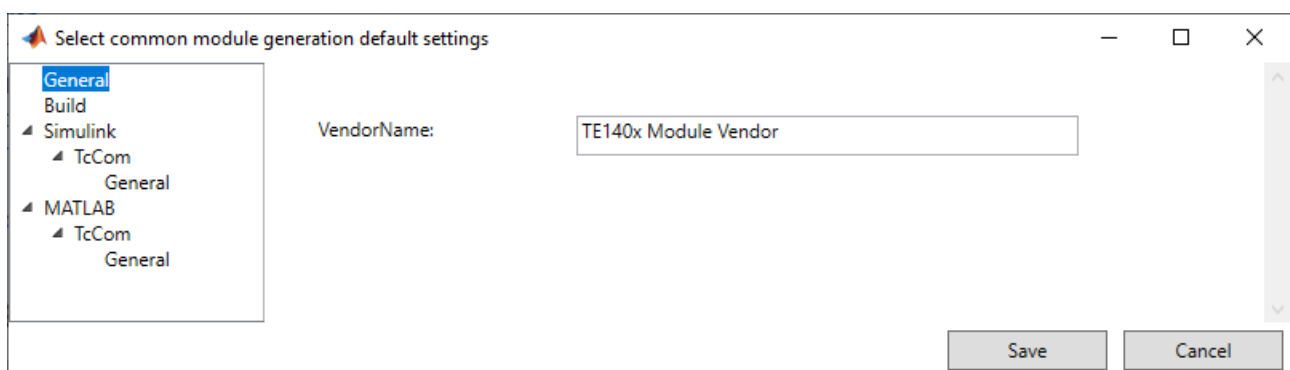 Select common module generation default settings
General
Build
Simulink
TcCom
General
MATLAB
TcCom
General
VendorName:
TE140x Module Vendor
Save
Cancel